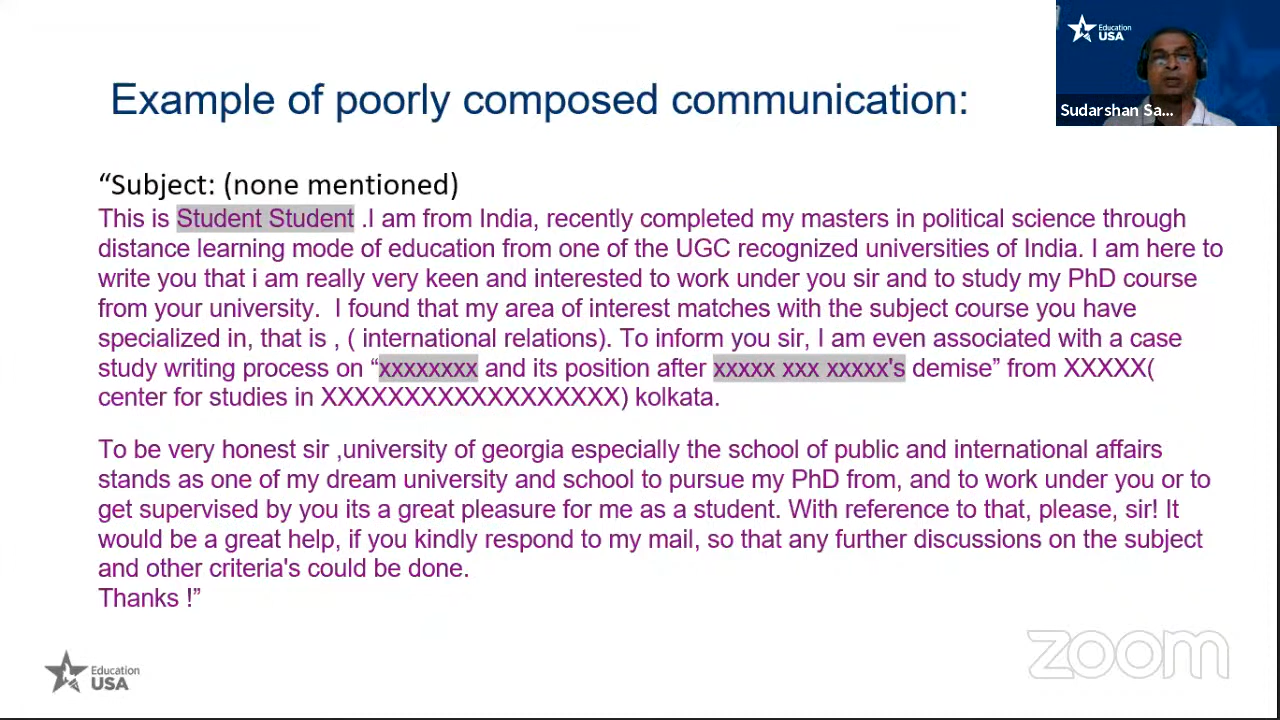 Education
USA
Sudarshan Sa...
Example of poorly composed communication:
“Subject: (none mentioned)
This is Student Student .I am from India, recently completed my masters in political science through
distance learning mode of education from one of the UGC recognized universities of India. I am here to
write you that i am really very keen and interested to work under you sir and to study my PhD course
from your university.  I found that my area of interest matches with the subject course you have
specialized in, that is , ( international relations). To inform you sir, I am even associated with a case
study writing process on “xxxxxxxx and its position after xxxxx xxx xxxxx's demise” from XXXXX(
center for studies in XXXXXXXXXXXXXXXXXX) kolkata.
To be very honest sir ,university of georgia especially the school of public and international affairs
stands as one of my dream university and school to pursue my PhD from, and to work under you or to
get supervised by you its a great pleasure for me as a student. With reference to that, please, sir! It
would be a great help, if you kindly respond to my mail, so that any further discussions on the subject
and other criteria's could be done.
Thanks !”
Education
USA
zoom